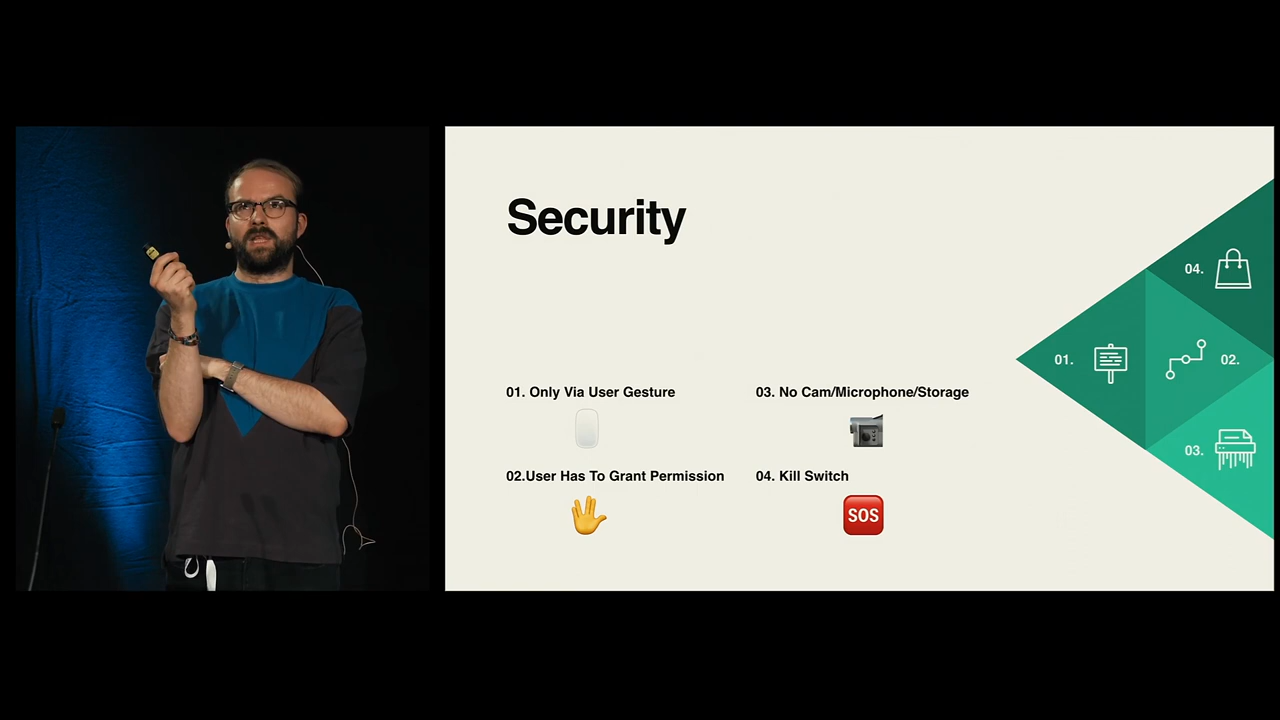 Security
01. Only Via User Gesture
03. No Cam/Microphone/Storage
02.User Has To Grant Permission
04. Kill Switch
SOS
04.
01.
02.
03.